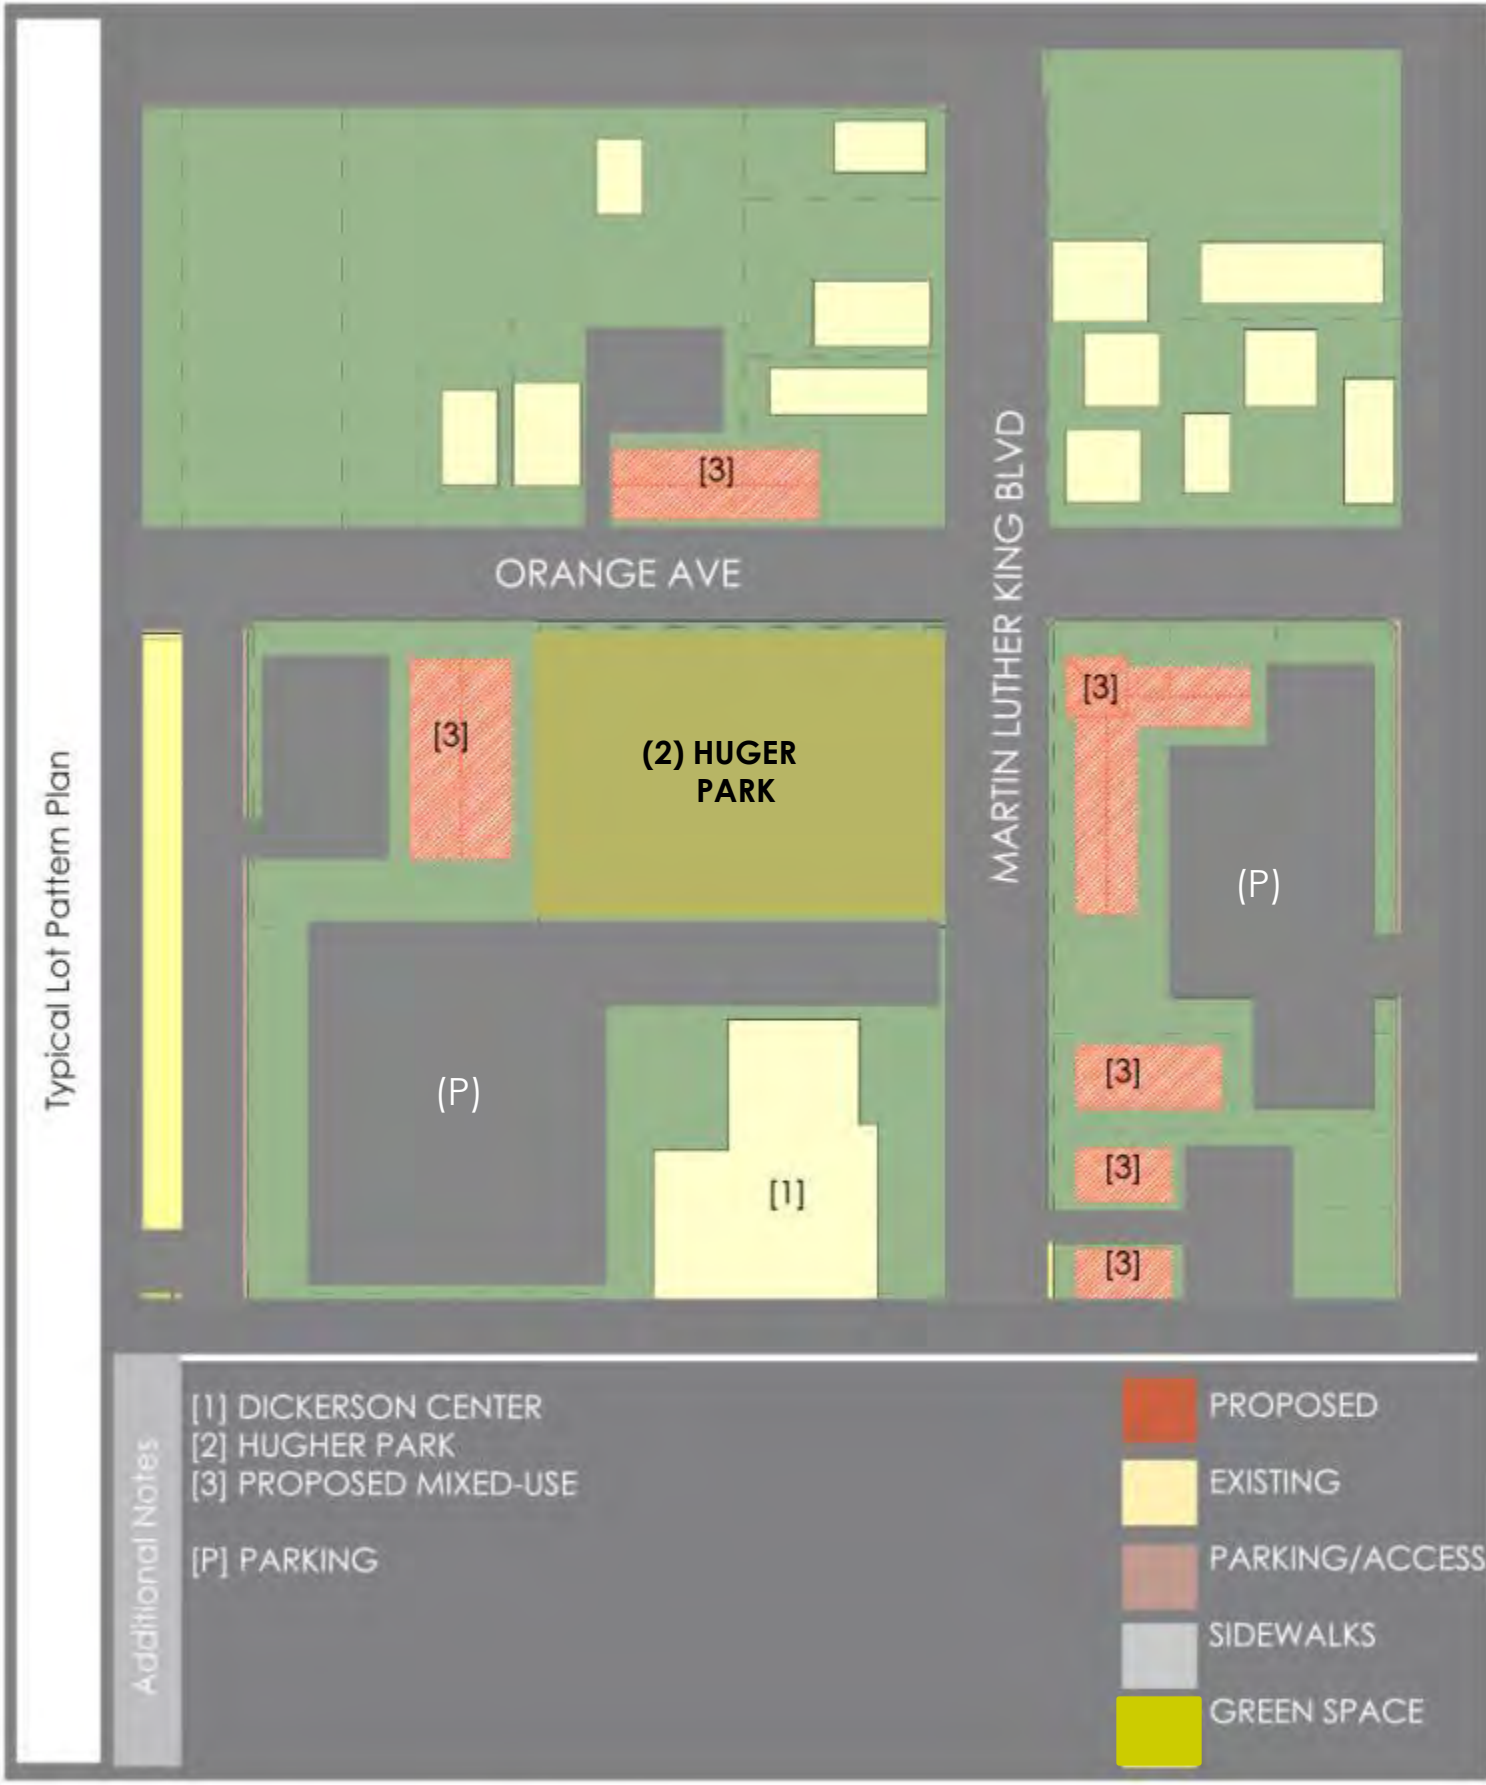 Typical Lot Pattern Plan
[3]
ORANGE AVE
MARTIN LUTHER KING BLVD
[3]
(2) HUGER
PARK
[3]
(P)
(P)
[1]
[3]
[3]
[3]
Additional Notes
[1] DICKERSON CENTER
[2] HUGHER PARK
[3] PROPOSED MIXED-USE
[P] PARKING
PROPOSED
EXISTING
PARKING/ACCESS
SIDEWALKS
GREEN SPACE